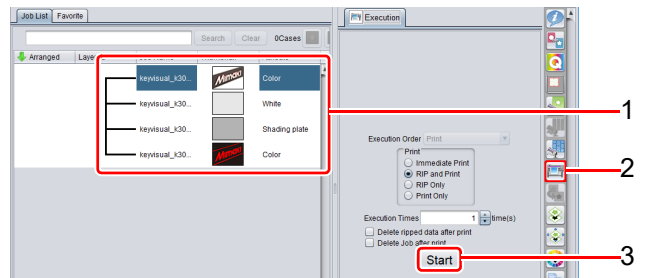 Job List Favorite
Search Clear 0Cases
Arranged
keyvisual_k30... Mimaki Color
keyvisual_k30... White
keyvisual_k30... Shading plate
keyvisual_k30... Mimaki Color
Execution
Execution Order Print
Print
Immediate Print
RIP and Print
RIP Only
Print Only
Execution Times 1 time(s)
Delete ripped data after print
Delete Job after print
Start
1
2
3